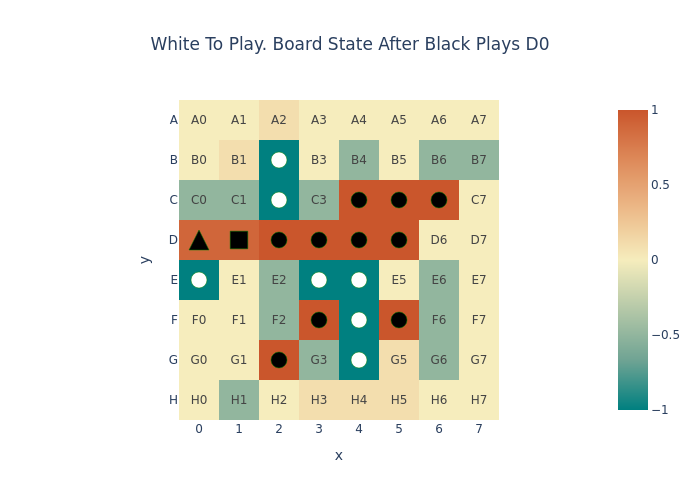 White To Play. Board State After Black Plays D0
A A0 A1 A2 A3 A4 A5 A6 A7 1
B B0 B1 B3 B4 B5 B6 B7
C C0 C1 C3 C7 0.5
D D6 D7 0
E E1 E2 E5 E6 E7
F F0 F1 F2 F6 F7 −0.5
G G0 G1 G3 G5 G6 G7
H H0 H1 H2 H3 H4 H5 H6 H7 −1
0 1 2 3 4 5 6 7
x
y